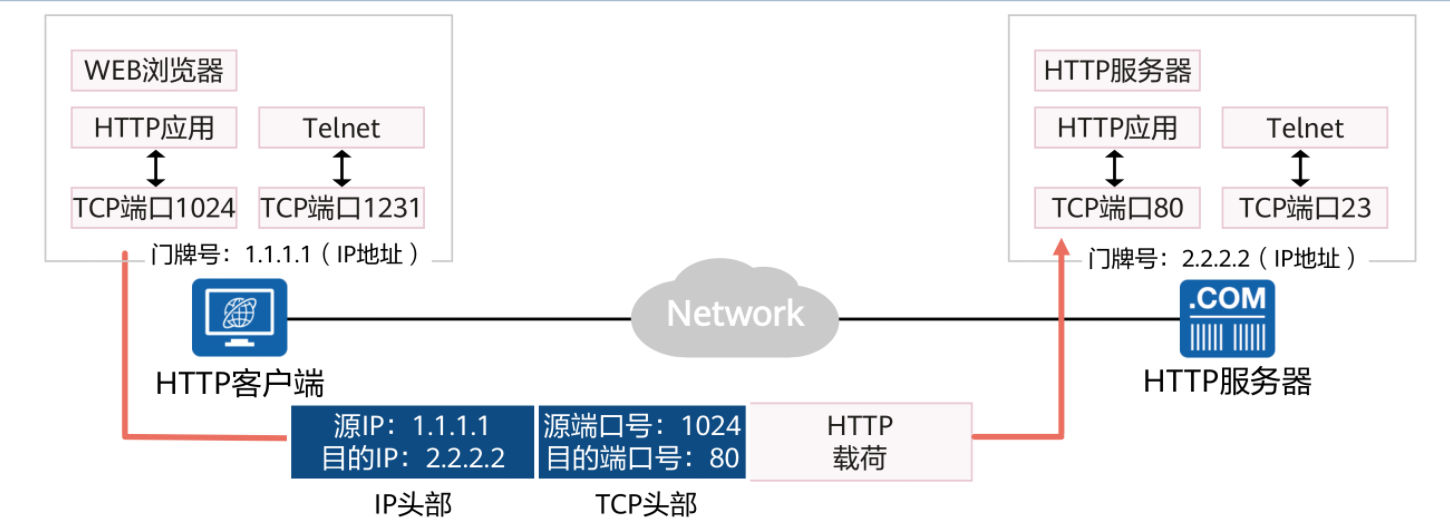 WEB浏览器
HTTP应用
Telnet
TCP端口1024
TCP端口1231
门牌号：1.1.1.1（IP地址）
HTTP客户端
Network
HTTP服务器
HTTP应用
Telnet
TCP端口80
TCP端口23
门牌号：2.2.2.2（IP地址）
.COM
HTTP服务器
源IP：1.1.1.1
目的IP：2.2.2.2
IP头部
源端口号：1024
目的端口号：80
TCP头部
HTTP
载荷